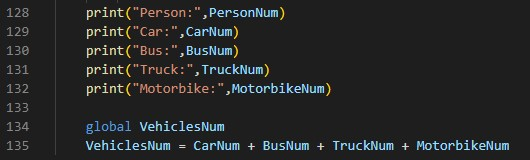 128 print("Person:",PersonNum)
129 print("Car:",CarNum)
130 print("Bus:",BusNum)
131 print("Truck:",TruckNum)
132 print("Motorbike:",MotorbikeNum)
133
134 global VehiclesNum
135 VehiclesNum = CarNum + BusNum + TruckNum + MotorbikeNum